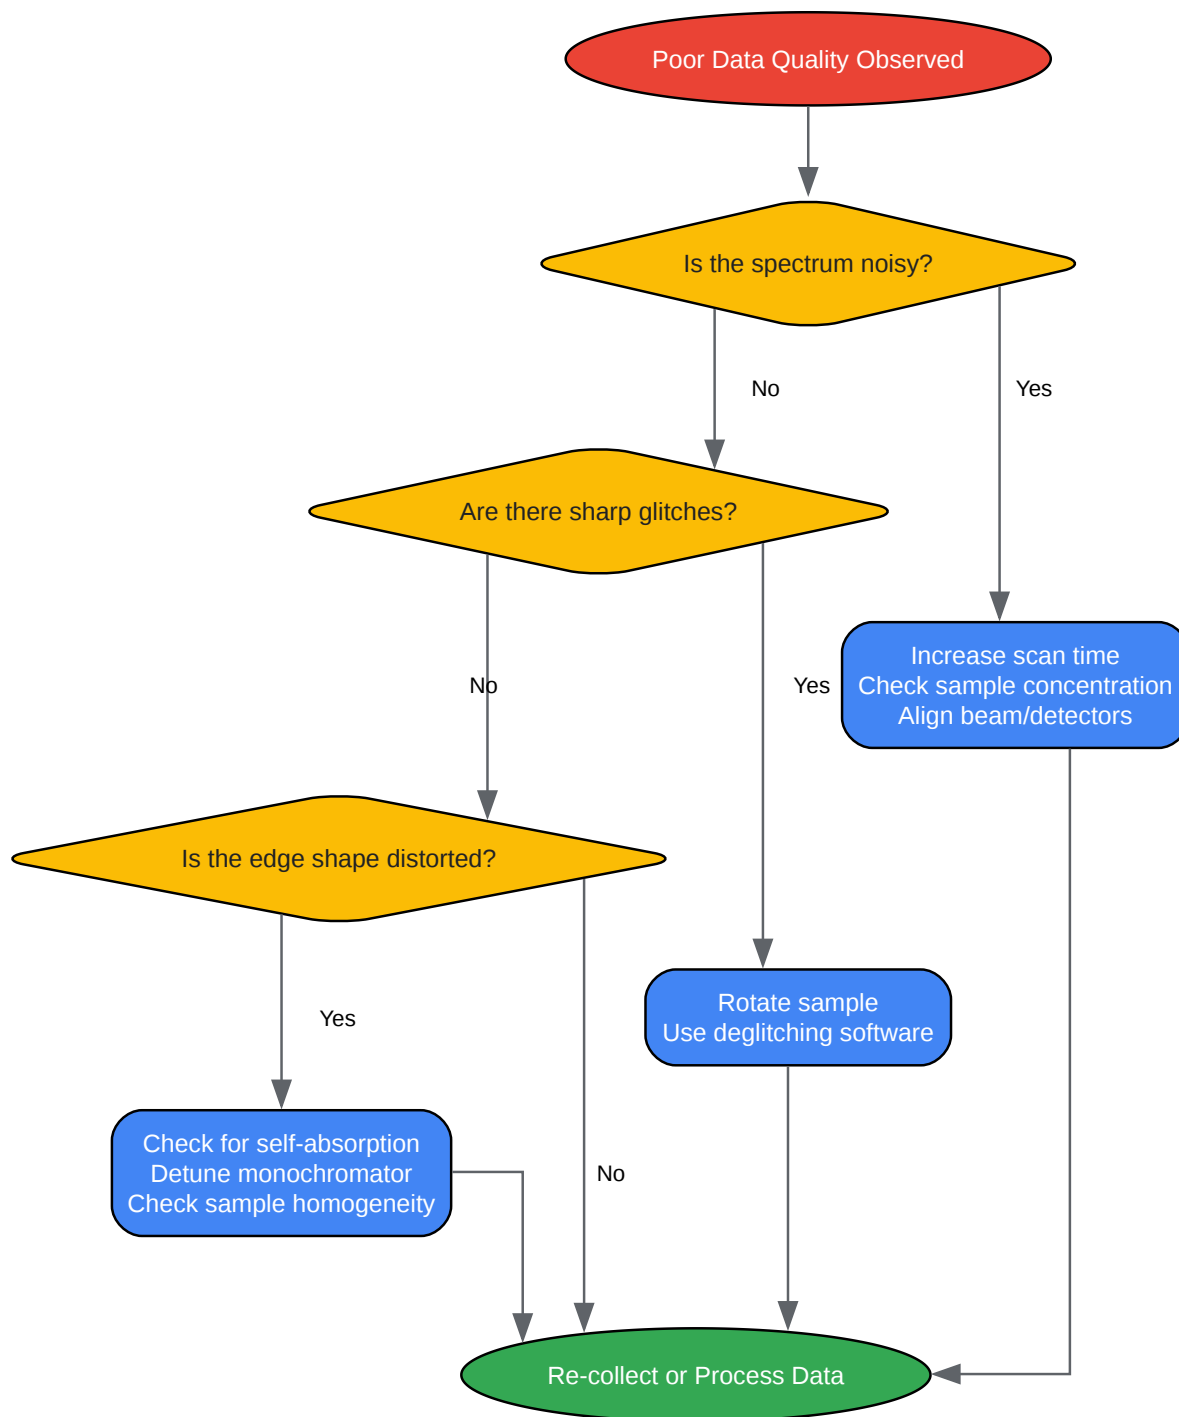 Poor Data Quality Observed
Is the spectrum noisy?
No
Yes
Are there sharp glitches?
Increase scan time
Check sample concentration
Align beam/detectors
No
Yes
Is the edge shape distorted?
Rotate sample
Use deglitching software
Yes
Check for self-absorption
Detune monochromator
Check sample homogeneity
No
Re-collect or Process Data